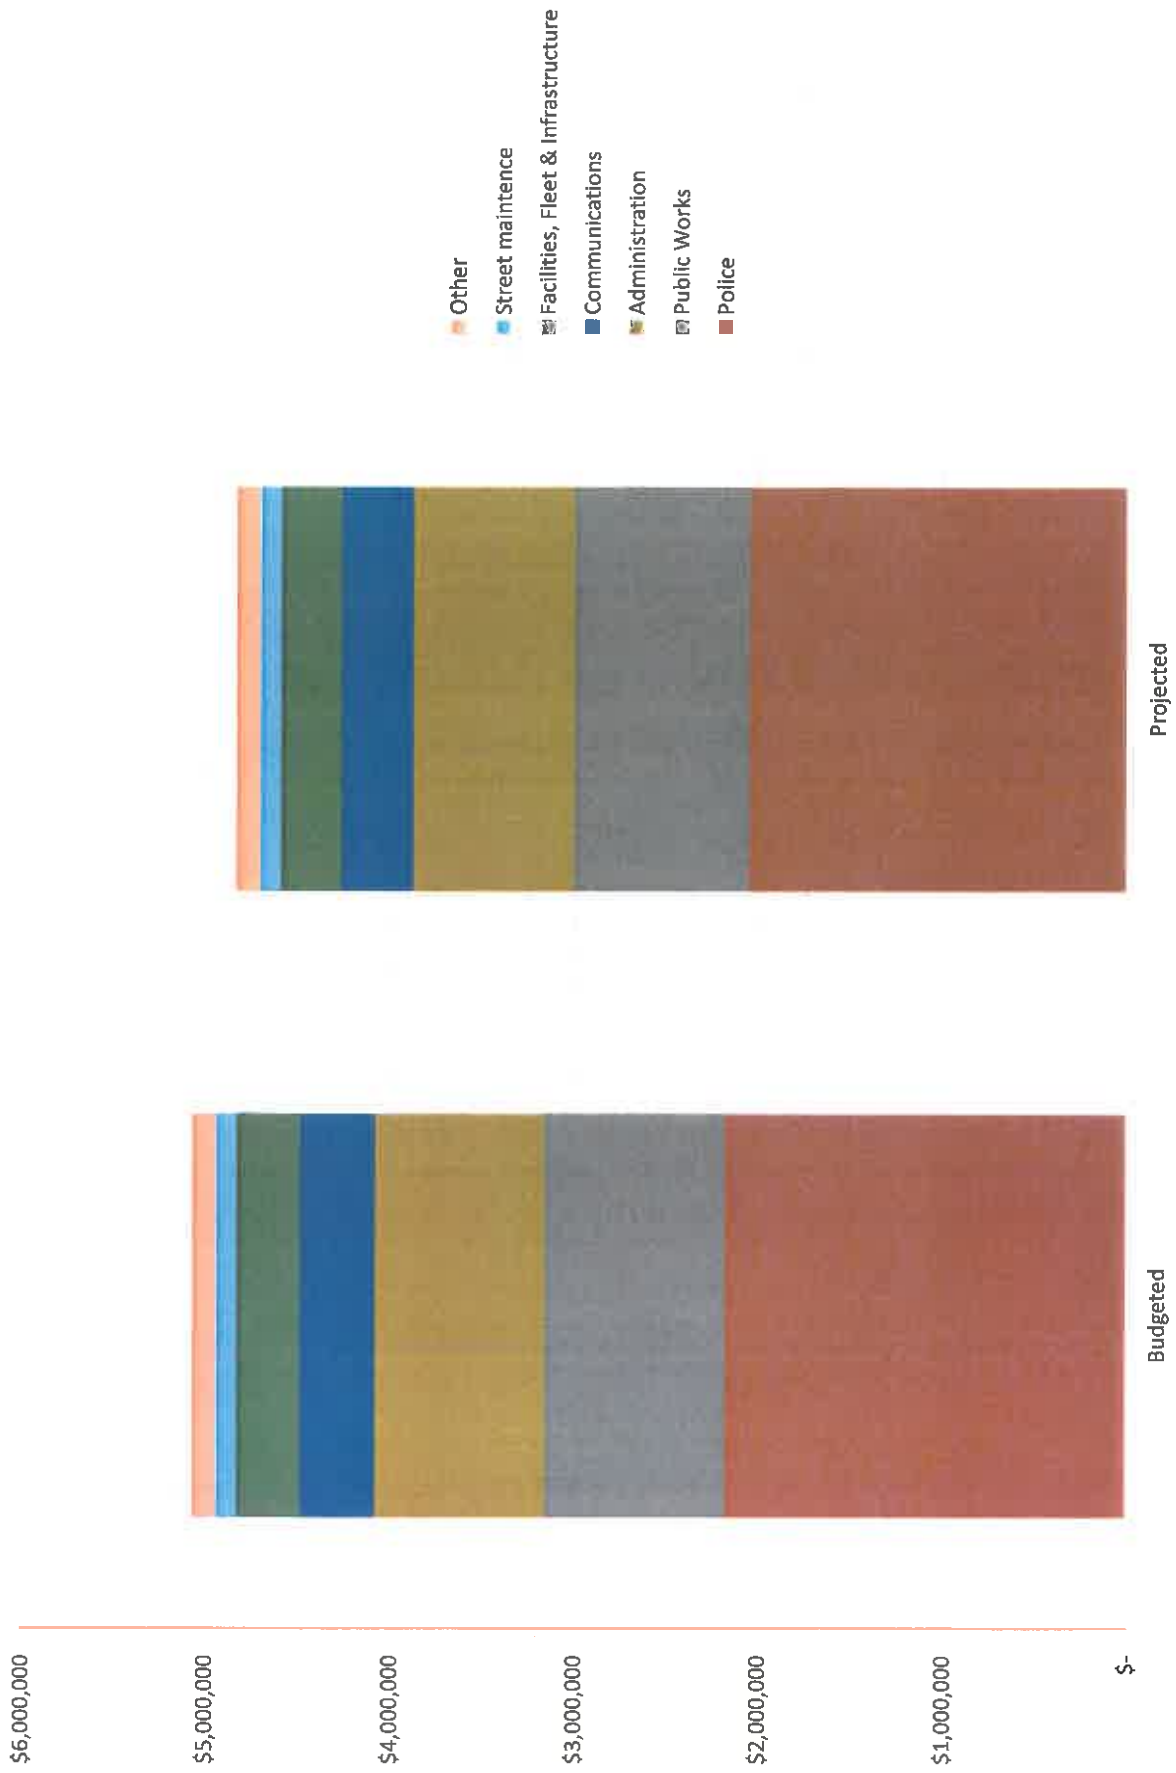 $6,000,000
$5,000,000
$4,000,000
$3,000,000
$2,000,000
$1,000,000
$-
Budgeted
Projected
Other
Street maintence
Facilities, Fleet & Infrastructure
Communications
Administration
Public Works
Police